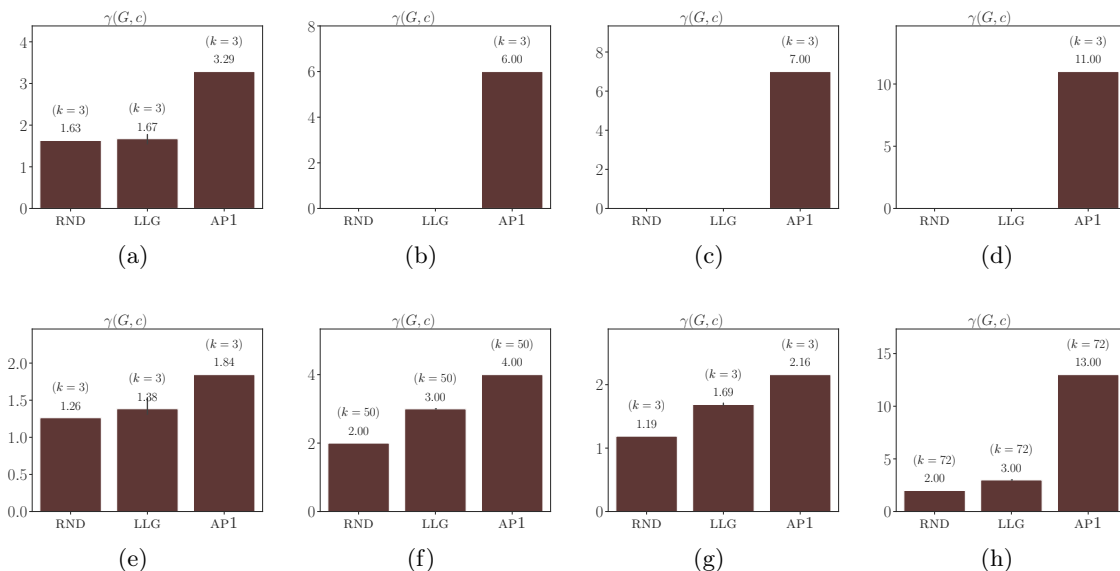 γ(G, c)
4
3
2
1
0
(k = 3)
1.63
(k = 3)
1.67
(k = 3)
3.29
RND LLG AP1
(a)
γ(G, c)
8
6
4
2
0
(k = 3)
6.00
RND LLG AP1
(b)
γ(G, c)
8
6
4
2
0
(k = 3)
7.00
RND LLG AP1
(c)
γ(G, c)
10
5
0
(k = 3)
11.00
RND LLG AP1
(d)
γ(G, c)
2.0
1.5
1.0
0.5
0.0
(k = 3)
1.26
(k = 3)
1.38
(k = 3)
1.84
RND LLG AP1
(e)
γ(G, c)
4
2
0
(k = 50)
2.00
(k = 50)
3.00
(k = 50)
4.00
RND LLG AP1
(f)
γ(G, c)
2
1
0
(k = 3)
1.19
(k = 3)
1.69
(k = 3)
2.16
RND LLG AP1
(g)
γ(G, c)
15
10
5
0
(k = 72)
2.00
(k = 72)
3.00
(k = 72)
13.00
RND LLG AP1
(h)